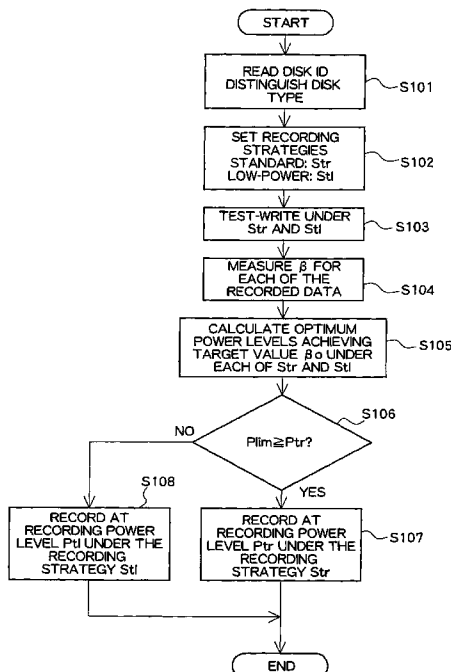 START
READ DISK ID
DISTINGUISH DISK
TYPE
S101
SET RECORDING
STRATEGIES
STANDARD: Str
LOW-POWER: Stl
S102
TEST-WRITE UNDER
Str AND Stl
S103
MEASURE β FOR
EACH OF THE
RECORDED DATA
S104
CALCULATE OPTIMUM
POWER LEVELS ACHIEVING
TARGET VALUE βo UNDER
EACH OF Str AND Stl
S105
S106
Plim≧Ptr?
NO
YES
S108
RECORD AT
RECORDING POWER
LEVEL Ptl UNDER THE
RECORDING
STRATEGY Stl
RECORD AT
RECORDING POWER
LEVEL Ptr UNDER THE
RECORDING
STRATEGY Str
S107
END